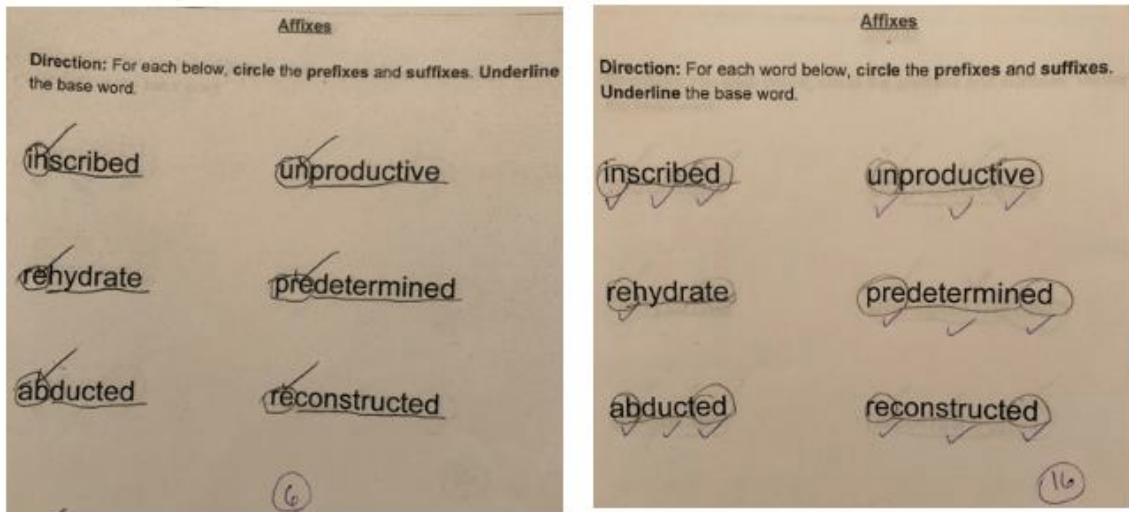 Affixes
Direction: For each below, circle the prefixes and suffixes. Underline
the base word.
inscribed unproductive
rehydrate predetermined
abducted reconstructed
6
Affixes
Direction: For each word below, circle the prefixes and suffixes.
Underline the base word.
inscribed unproductive
rehydrate predetermined
abducted reconstructed
16